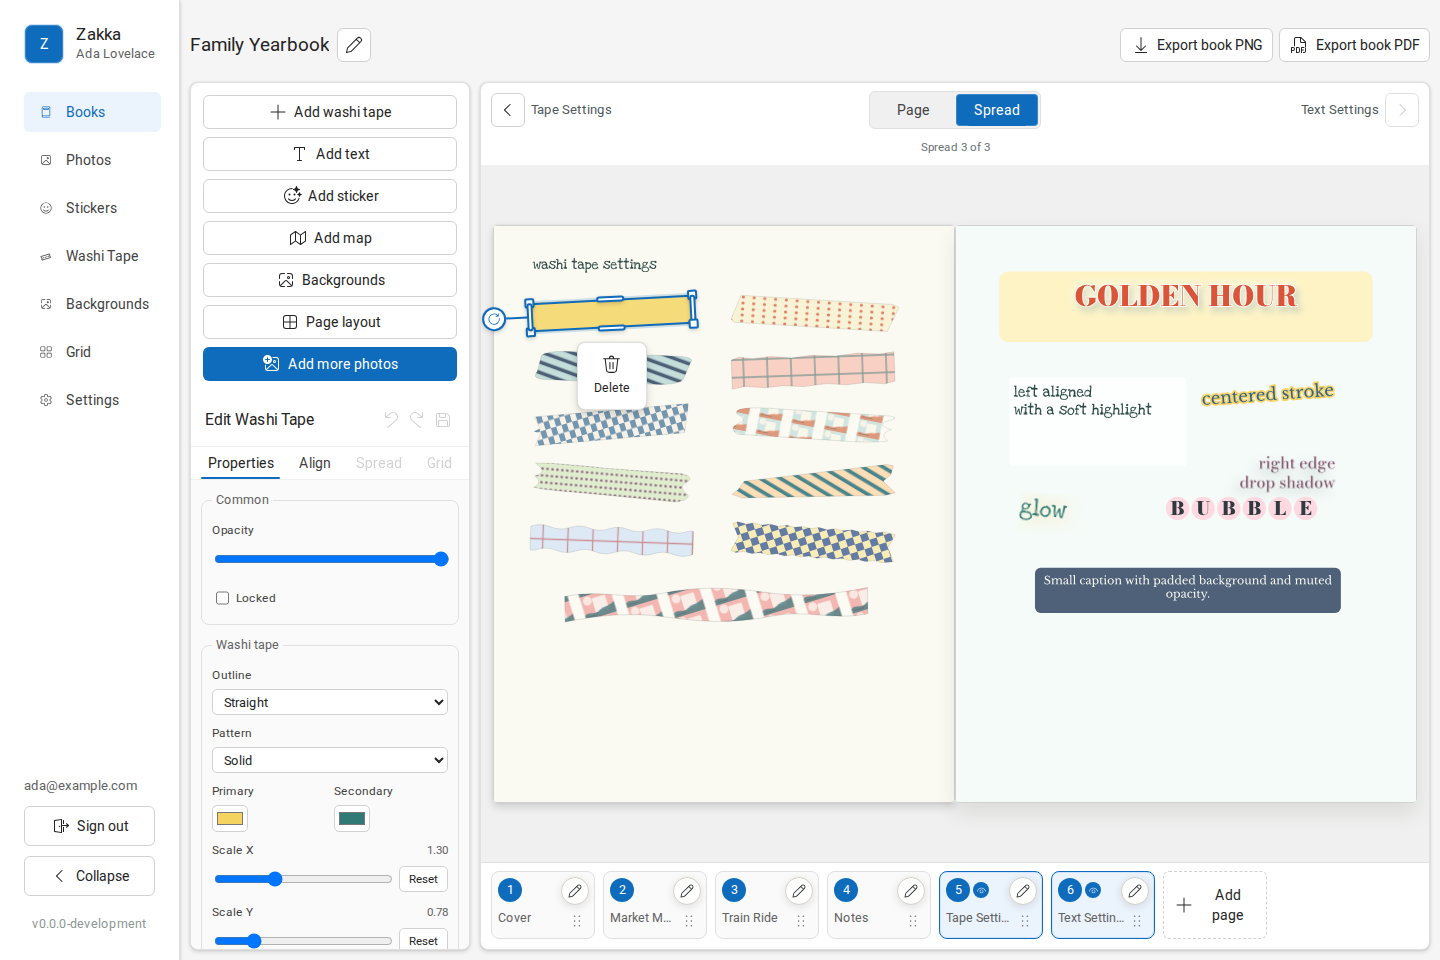 Z
Zakka
Ada Lovelace
Books
Photos
Stickers
Washi Tape
Backgrounds
Grid
Settings
ada@example.com
Sign out
Collapse
v0.0.0-development
Family Yearbook
Export book PNG
PDF
Export book PDF
Add washi tape
Add text
Add sticker
Add map
Backgrounds
Page layout
Add more photos
Edit Washi Tape
Properties
Align
Spread
Grid
Common
Opacity
Locked
Washi tape
Outline
Straight
Pattern
Solid
Primary
Secondary
Scale X
1.30
Reset
Scale Y
0.78
Reset
Tape Settings
Page
Spread
Text Settings
Spread 3 of 3
washi tape settings
Delete
GOLDEN HOUR
left aligned
with a soft highlight
centered stroke
right edge
drop shadow
glow
BUBBLE
Small caption with padded background and muted
opacity.
1
Cover
2
Market M...
3
Train Ride
4
Notes
5
Tape Setti...
6
Text Settin...
Add
page